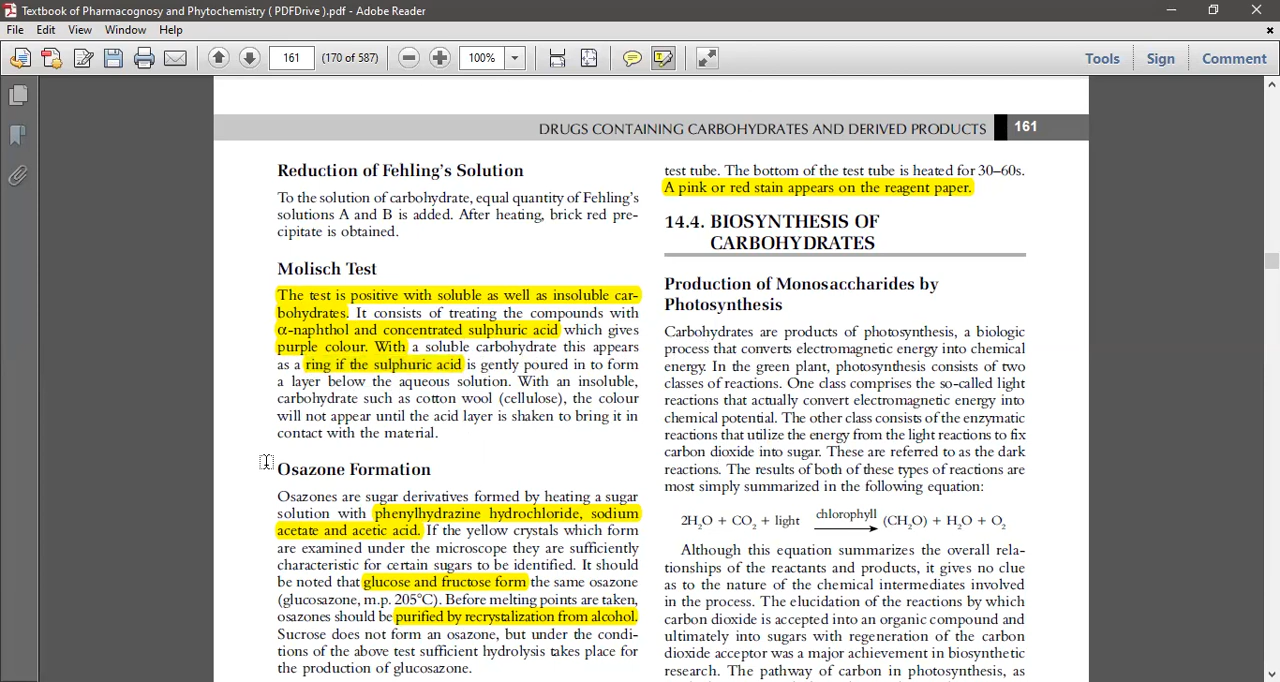 Textbook of Pharmacognosy and Phytochemistry ( PDFDrive ).pdf - Adobe Reader
File Edit View Window Help
161 (170 of 587) 100% Tools Sign Comment
DRUGS CONTAINING CARBOHYDRATES AND DERIVED PRODUCTS 161
Reduction of Fehling's Solution
To the solution of carbohydrate, equal quantity of Fehling's
solutions A and B is added. After heating, brick red pre-
cipitate is obtained.
Molisch Test
The test is positive with soluble as well as insoluble car-
bohydrates. It consists of treating the compounds with
α-naphthol and concentrated sulphuric acid which gives
purple colour. With a soluble carbohydrate this appears
as a ring if the sulphuric acid is gently poured in to form
a layer below the aqueous solution. With an insoluble,
carbohydrate such as cotton wool (cellulose), the colour
will not appear until the acid layer is shaken to bring it in
contact with the material.
Osazone Formation
Osazones are sugar derivatives formed by heating a sugar
solution with phenylhydrazine hydrochloride, sodium
acetate and acetic acid. If the yellow crystals which form
are examined under the microscope they are sufficiently
characteristic for certain sugars to be identified. It should
be noted that glucose and fructose form the same osazone
(glucosazone, m.p. 205°C). Before melting points are taken,
osazones should be purified by recrystalization from alcohol.
Sucrose does not form an osazone, but under the condi-
tions of the above test sufficient hydrolysis takes place for
the production of glucosazone.
test tube. The bottom of the test tube is heated for 30–60s.
A pink or red stain appears on the reagent paper.
14.4. BIOSYNTHESIS OF
CARBOHYDRATES
Production of Monosaccharides by
Photosynthesis
Carbohydrates are products of photosynthesis, a biologic
process that converts electromagnetic energy into chemical
energy. In the green plant, photosynthesis consists of two
classes of reactions. One class comprises the so-called light
reactions that actually convert electromagnetic energy into
chemical potential. The other class consists of the enzymatic
reactions that utilize the energy from the light reactions to fix
carbon dioxide into sugar. These are referred to as the dark
reactions. The results of both of these types of reactions are
most simply summarized in the following equation:
2H₂O + CO₂ + light chlorophyll → (CH₂O) + H₂O + O₂
Although this equation summarizes the overall rela-
tionships of the reactants and products, it gives no clue
as to the nature of the chemical intermediates involved
in the process. The elucidation of the reactions by which
carbon dioxide is accepted into an organic compound and
ultimately into sugars with regeneration of the carbon
dioxide acceptor was a major achievement in biosynthetic
research. The pathway of carbon in photosynthesis, as